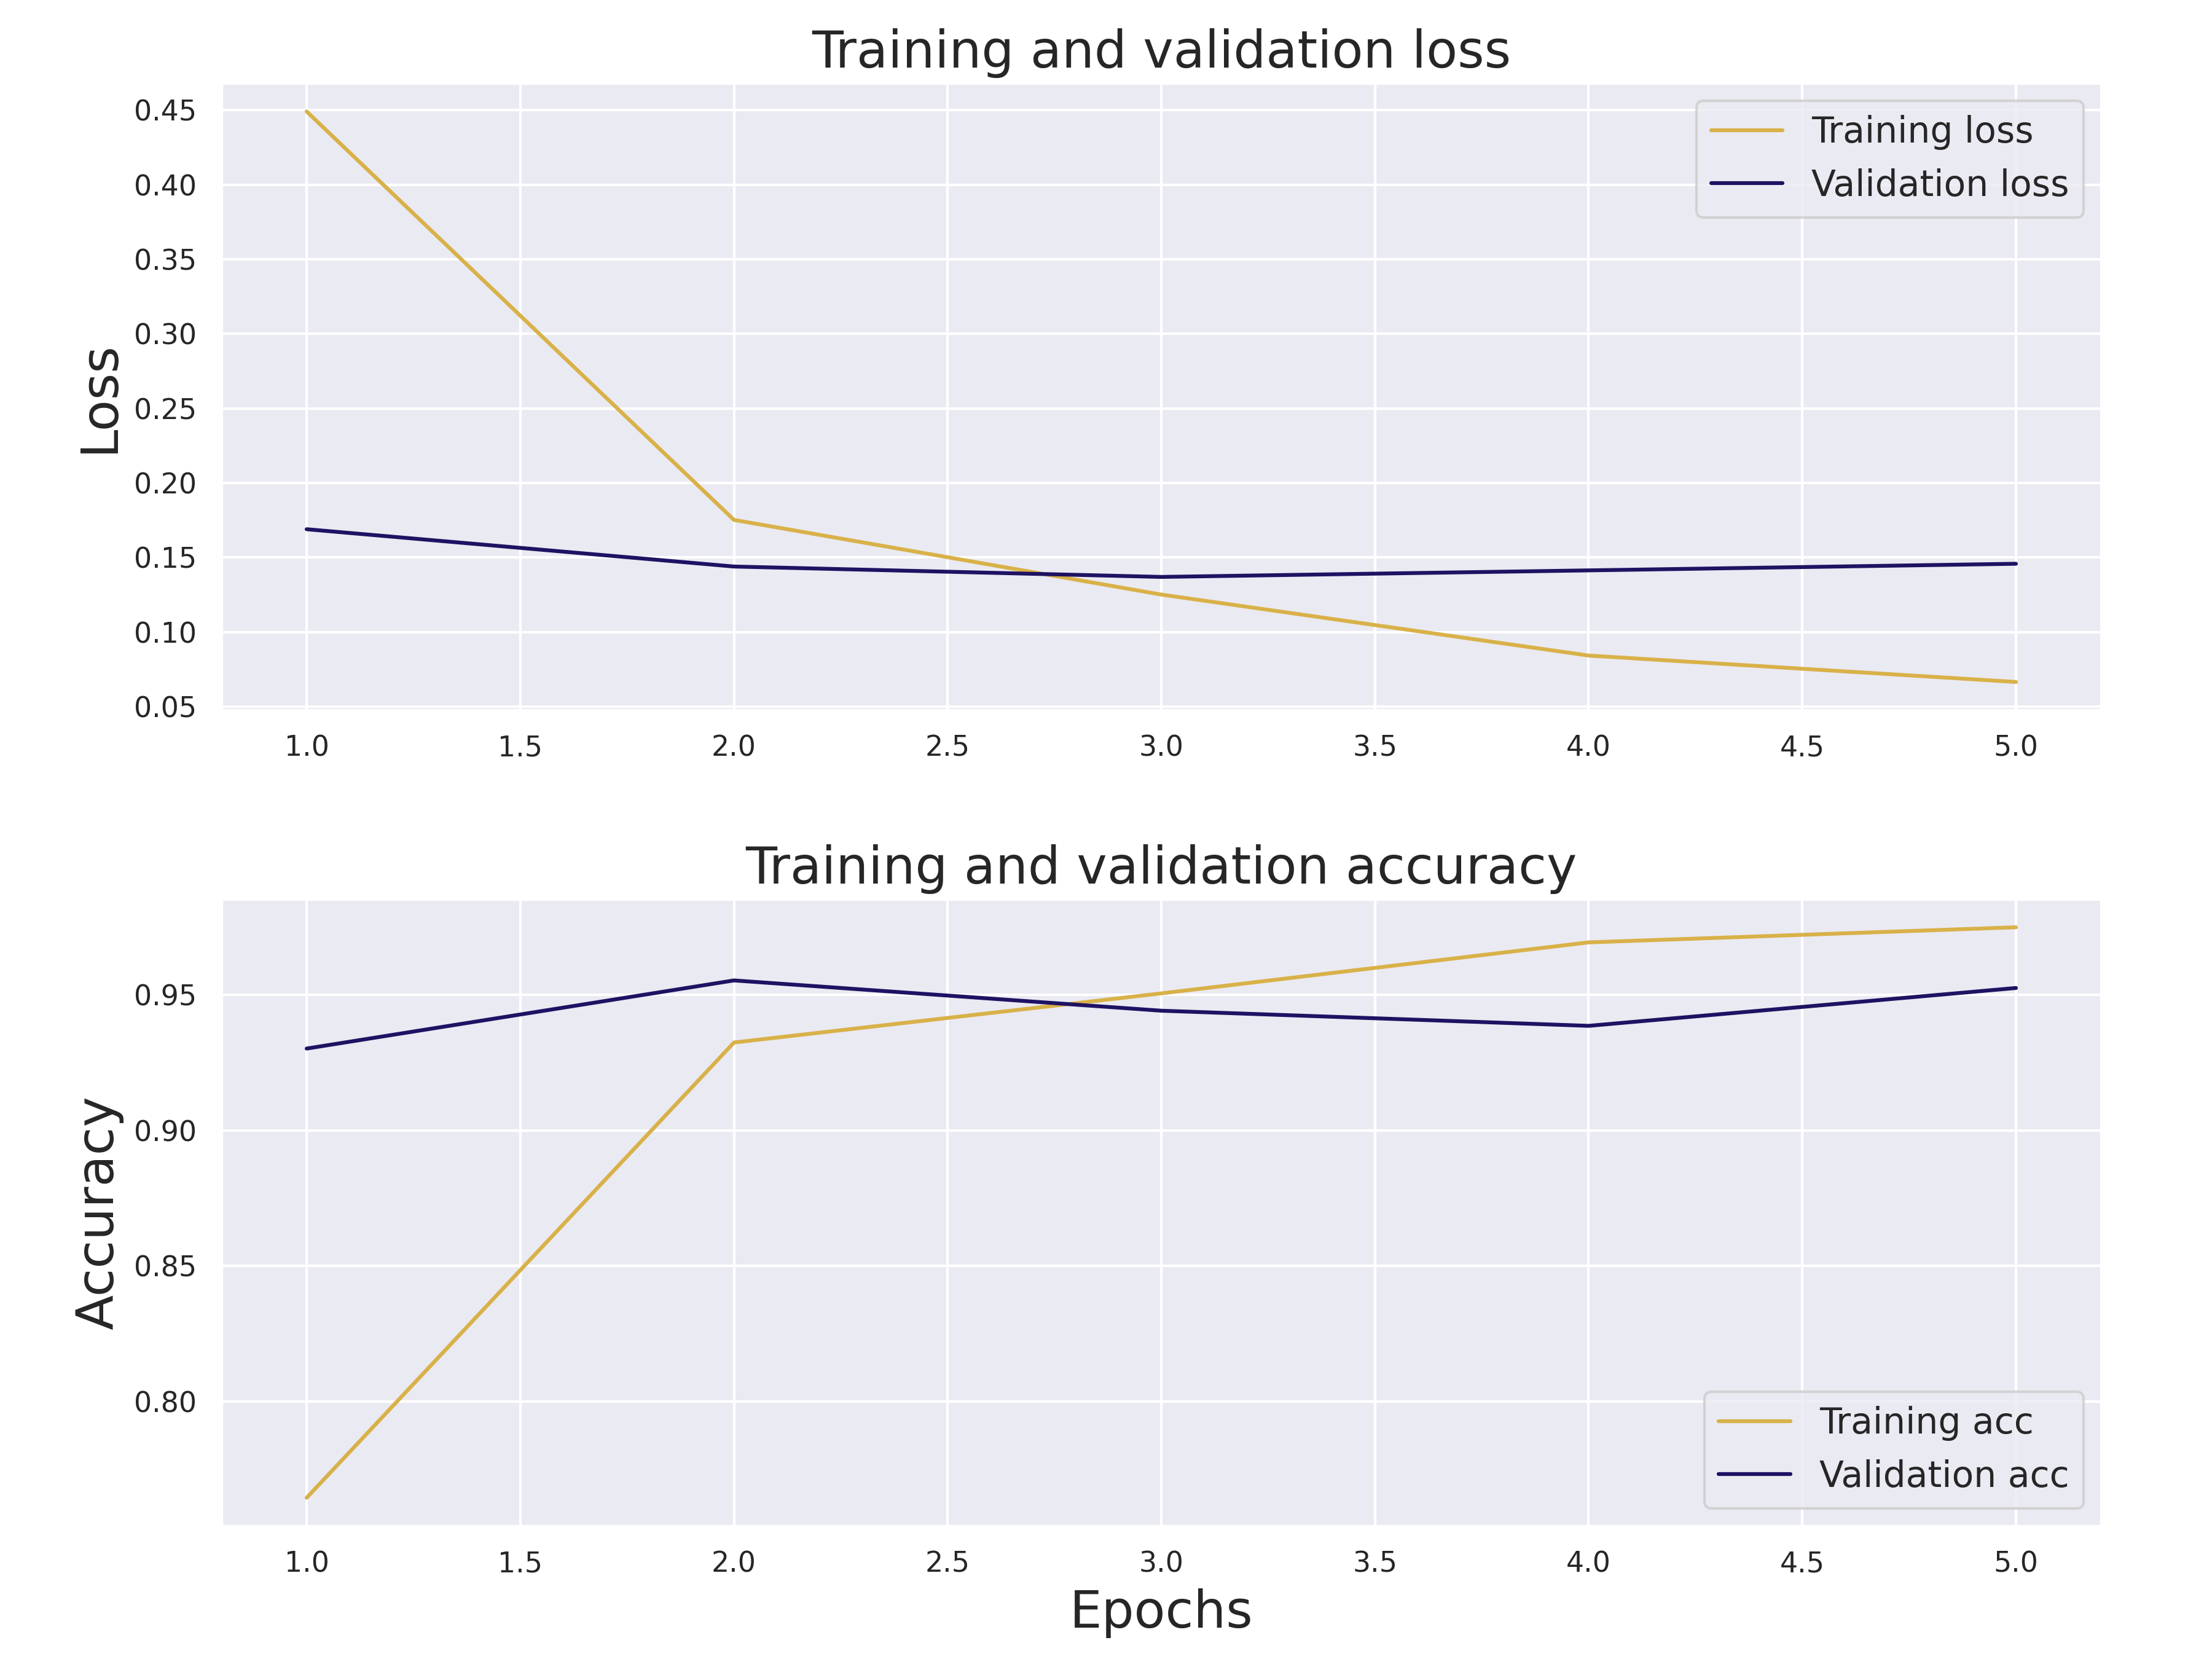 Training and validation loss
Loss
0.45
0.40
0.35
0.30
0.25
0.20
0.15
0.10
0.05
Training loss
Validation loss
1.0 1.5 2.0 2.5 3.0 3.5 4.0 4.5 5.0
Training and validation accuracy
Accuracy
0.95
0.90
0.85
0.80
Training acc
Validation acc
1.0 1.5 2.0 2.5 3.0 3.5 4.0 4.5 5.0
Epochs